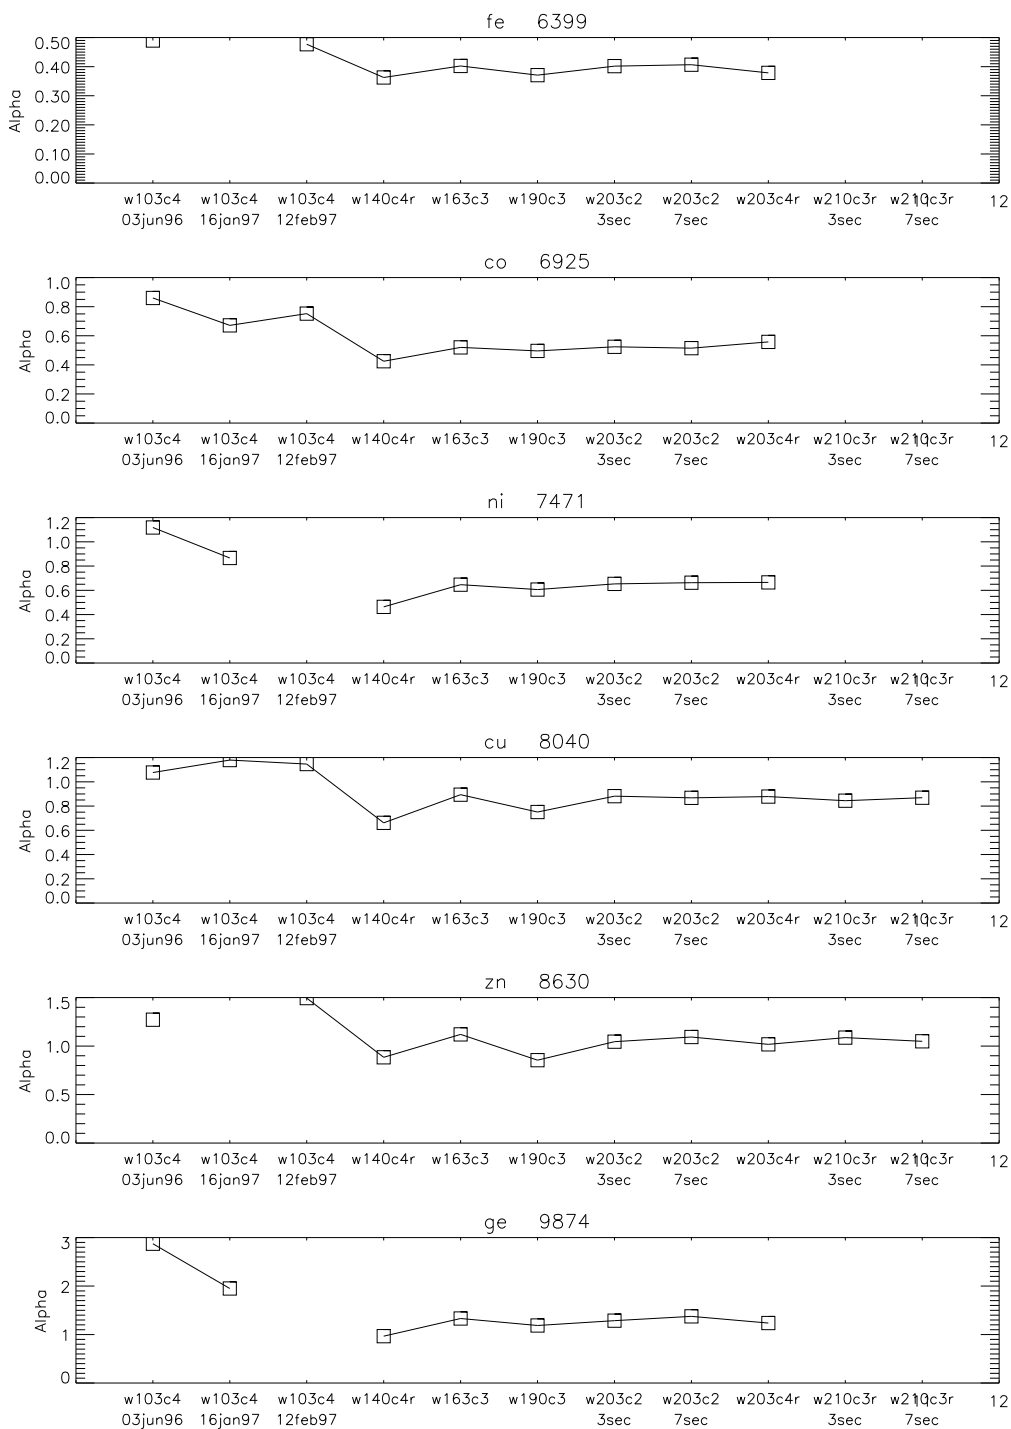 fe 6399
0.50
0.40
0.30
0.20
0.10
0.00
Alpha
w103c4 w103c4 w103c4 w140c4r w163c3 w190c3 w203c2 w203c2 w203c4r w210c3r w210c3r 12
03jun96 16jan97 12feb97 3sec 7sec 3sec 7sec
co 6925
1.0
0.8
0.6
0.4
0.2
0.0
Alpha
w103c4 w103c4 w103c4 w140c4r w163c3 w190c3 w203c2 w203c2 w203c4r w210c3r w210c3r 12
03jun96 16jan97 12feb97 3sec 7sec 3sec 7sec
ni 7471
1.2
1.0
0.8
0.6
0.4
0.2
0.0
Alpha
w103c4 w103c4 w103c4 w140c4r w163c3 w190c3 w203c2 w203c2 w203c4r w210c3r w210c3r 12
03jun96 16jan97 12feb97 3sec 7sec 3sec 7sec
cu 8040
1.2
1.0
0.8
0.6
0.4
0.2
0.0
Alpha
w103c4 w103c4 w103c4 w140c4r w163c3 w190c3 w203c2 w203c2 w203c4r w210c3r w210c3r 12
03jun96 16jan97 12feb97 3sec 7sec 3sec 7sec
zn 8630
1.5
1.0
0.5
0.0
Alpha
w103c4 w103c4 w103c4 w140c4r w163c3 w190c3 w203c2 w203c2 w203c4r w210c3r w210c3r 12
03jun96 16jan97 12feb97 3sec 7sec 3sec 7sec
ge 9874
3
2
1
0
Alpha
w103c4 w103c4 w103c4 w140c4r w163c3 w190c3 w203c2 w203c2 w203c4r w210c3r w210c3r 12
03jun96 16jan97 12feb97 3sec 7sec 3sec 7sec